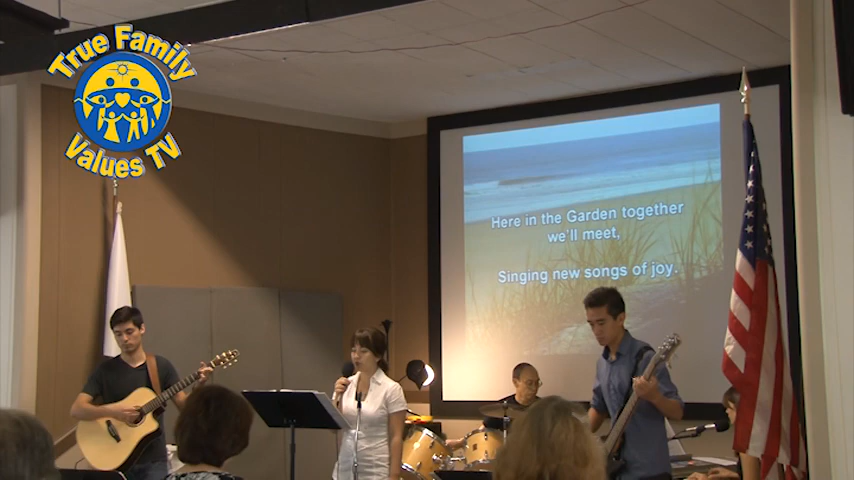 True Family
Values TV
Here in the Garden together
we'll meet,
Singing new songs of joy.